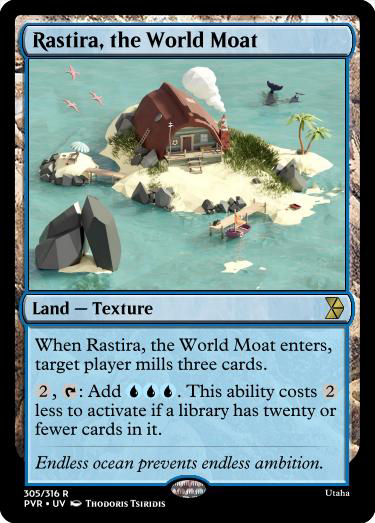 Rastira, the World Moat
Land — Texture
When Rastira, the World Moat enters,
target player mills three cards.
2, T: Add UUU. This ability costs 2
less to activate if a library has twenty or
fewer cards in it.
Endless ocean prevents endless ambition.
305/316 R
Utaha
PVR • UV Thodoris Tsiridis